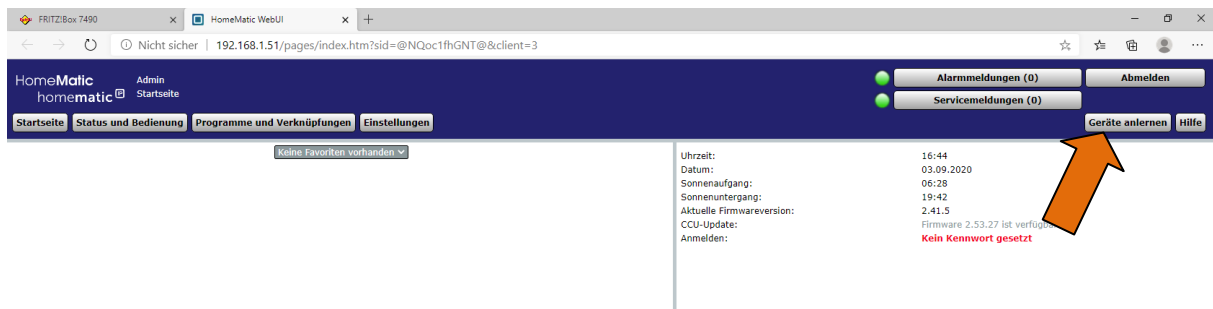 FRITZ!Box 7490 HomeMatic WebUI
Nicht sicher | 192.168.1.51/pages/index.htm?sid=@NQoc1fhGNT@&client=3
HomeMatic Admin Alarmmeldungen (0) Abmelden
homematic IP Startseite Servicemeldungen (0)
Startseite Status und Bedienung Programme und Verknüpfungen Einstellungen Geräte anlernen Hilfe
Keine Favoriten vorhanden
Uhrzeit: 16:44
Datum: 03.09.2020
Sonnenaufgang: 06:28
Sonnenuntergang: 19:42
Aktuelle Firmwareversion: 2.41.5
CCU-Update: Firmware 2.53.27 ist
Anmelden: Kein Kennwort gesetzt